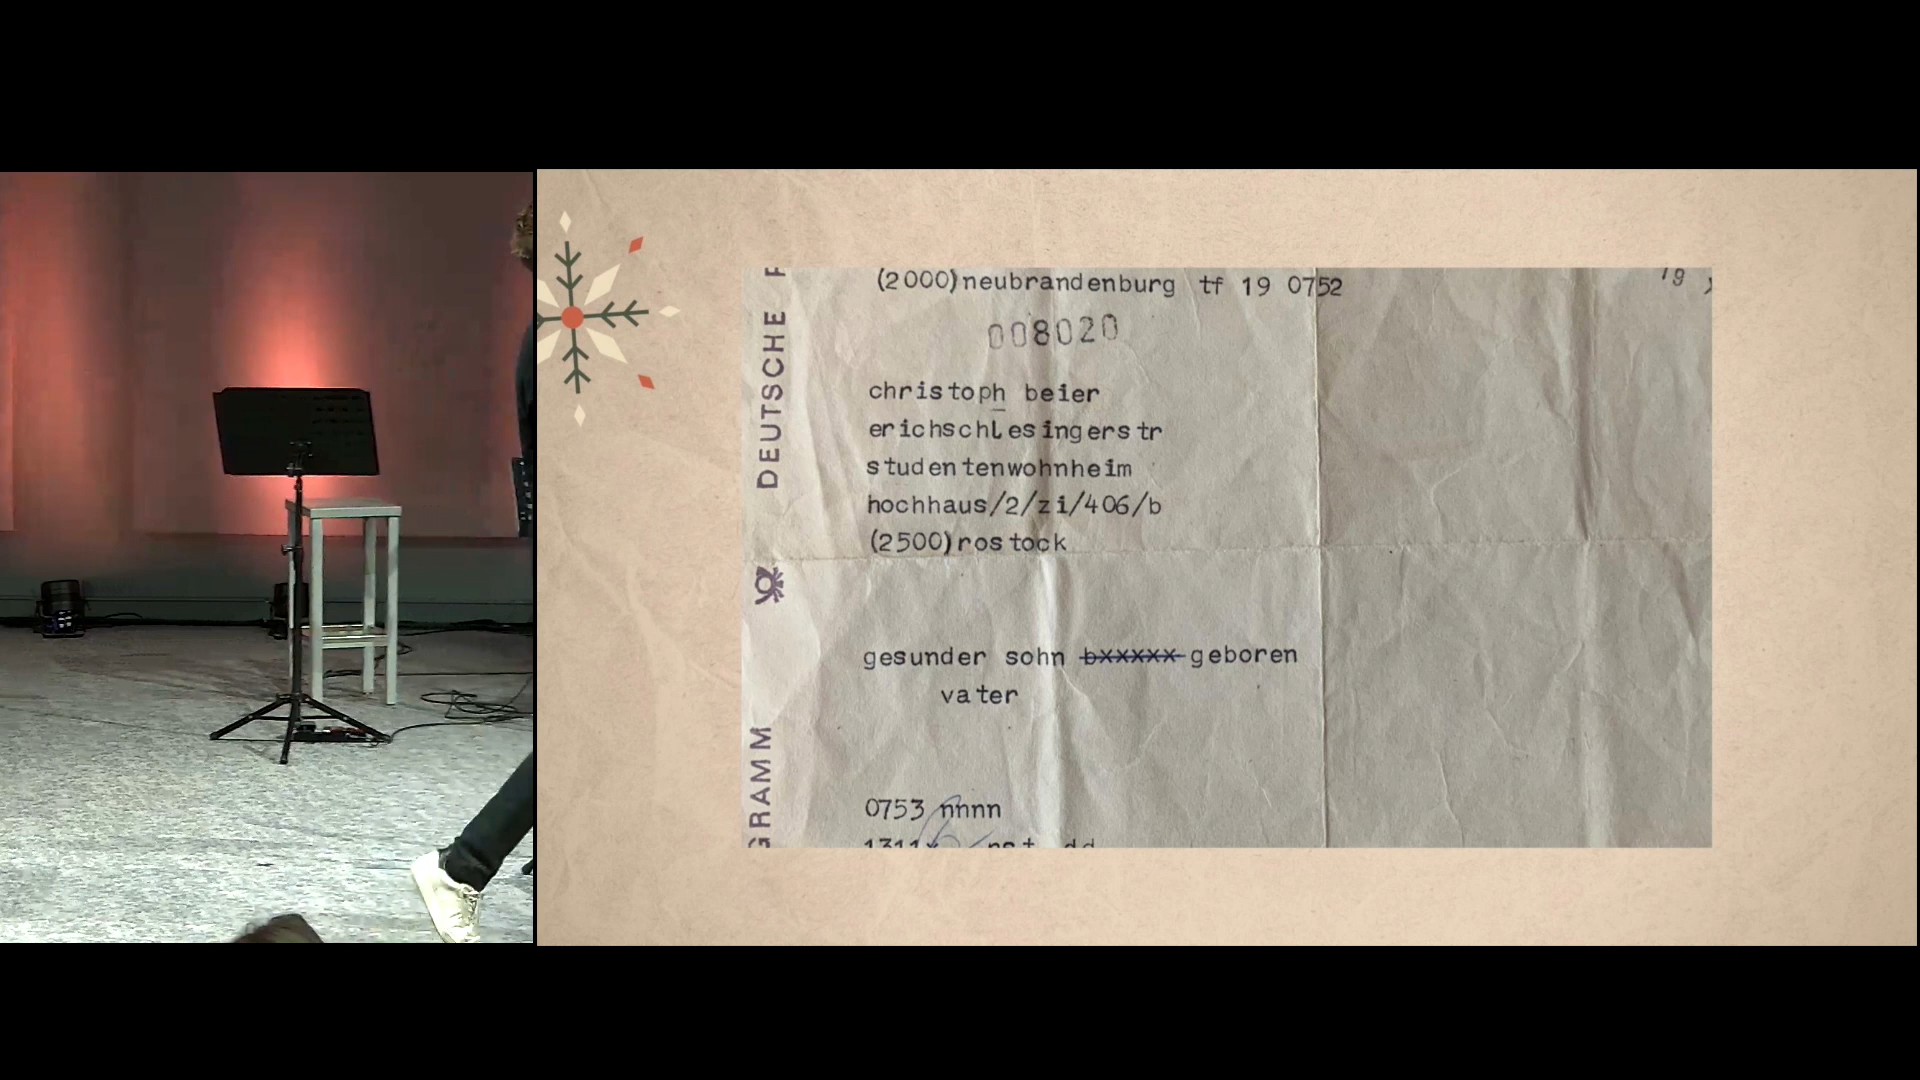 (2000)neubrandenburg tf 19 0752
19
008020
christoph beier
erichschlesingerstr
studentenwohnheim
hochhaus/2/zi/406/b
(2500)rostock
gesunder sohn bxxxxx geboren
vater
0753 nnnn
DEUTSCHE P
GRAMM